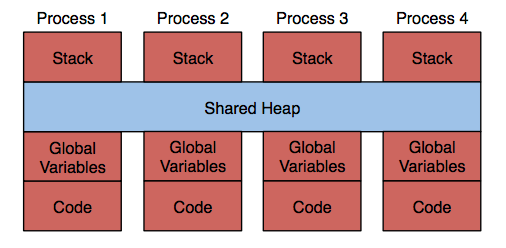 Process 1 Process 2 Process 3 Process 4
Stack Stack Stack Stack
Shared Heap
Global Global Global Global
Variables Variables Variables Variables
Code Code Code Code